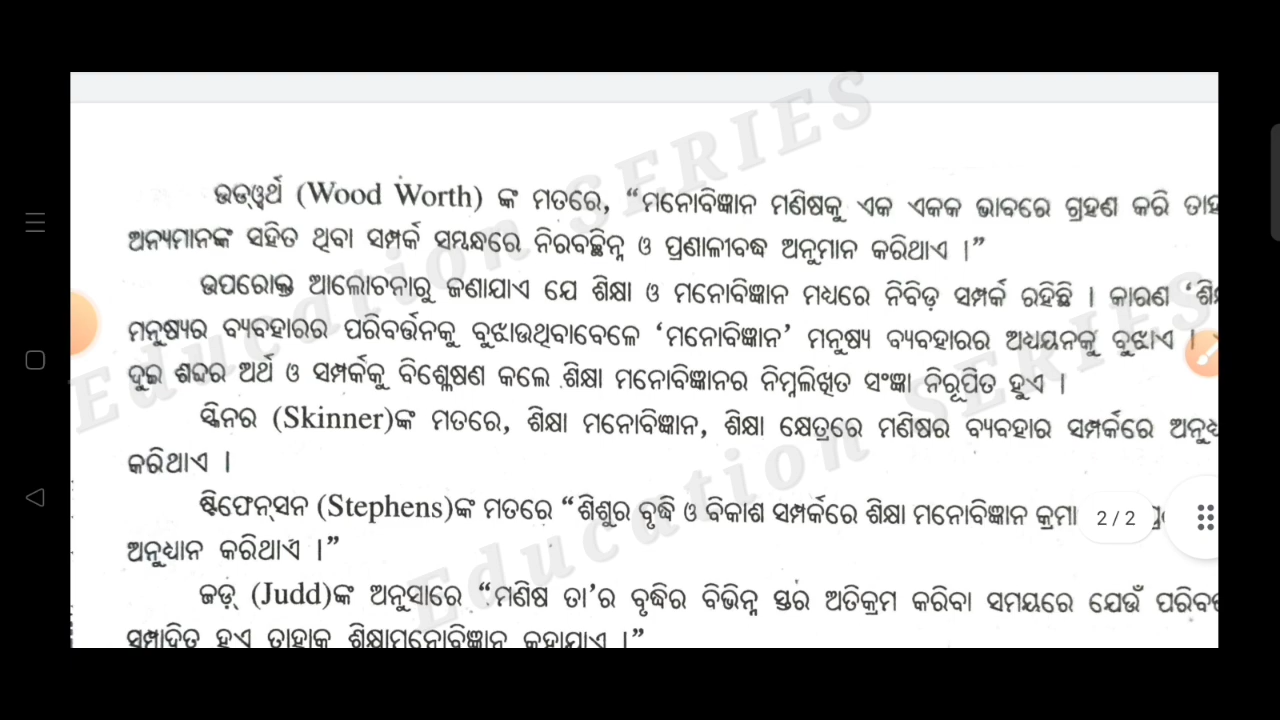 Education SERIES
ଉଡ୍‌ୱର୍ଥ (Wood Worth) ଙ୍କ ମତରେ, “ମନୋବିଜ୍ଞାନ ମଣିଷକୁ ଏକ ଏକକ ଭାବରେ ଗ୍ରହଣ କରି
ଅନ୍ୟମାନଙ୍କ ସହିତ ଥିବା ସମ୍ପର୍କ ସମ୍ବନ୍ଧରେ ନିରବଚ୍ଛିନ୍ନ ଓ ପ୍ରଣାଳୀବଦ୍ଧ ଅନୁମାନ କରିଥାଏ ।”
ଉପରୋକ୍ତ ଆଲୋଚନାରୁ ଜଣାଯାଏ ଯେ ଶିକ୍ଷା ଓ ମନୋବିଜ୍ଞାନ ମଧ୍ୟରେ ନିବିଡ଼ ସମ୍ପର୍କ ରହିଛି । କାରଣ
ମନୁଷ୍ୟର ବ୍ୟବହାରର ପରିବର୍ତ୍ତନକୁ ବୁଝାଉଥିବାବେଳେ ‘ମନୋବିଜ୍ଞାନ’ ମନୁଷ୍ୟ ବ୍ୟବହାରର ଅଧ୍ୟୟନକୁ ବୁଝାଏ ।
ଦୁଇ ଶବ୍ଦର ଅର୍ଥ ଓ ସମ୍ପର୍କକୁ ବିଶ୍ଳେଷଣ କଲେ ଶିକ୍ଷା ମନୋବିଜ୍ଞାନର ନିମ୍ନଲିଖିତ ସଂଜ୍ଞା ନିରୂପିତ ହୁଏ ।
ସ୍କିନର (Skinner)ଙ୍କ ମତରେ, ଶିକ୍ଷା ମନୋବିଜ୍ଞାନ, ଶିକ୍ଷା କ୍ଷେତ୍ରରେ ମଣିଷର ବ୍ୟବହାର ସମ୍ପର୍କରେ
କରିଥାଏ ।
ଷ୍ଟିଫେନ୍‌ସନ (Stephens)ଙ୍କ ମତରେ “ଶିଶୁର ବୃଦ୍ଧି ଓ ବିକାଶ ସମ୍ପର୍କରେ ଶିକ୍ଷା ମନୋବିଜ୍ଞାନ
2 / 2
ଅନୁଧ୍ୟାନ କରିଥାଏ ।”
ଜଡ଼୍ (Judd)ଙ୍କ ଅନୁସାରେ “ମଣିଷ ତା’ର ବୃଦ୍ଧିର ବିଭିନ୍ନ ସ୍ତର ଅତିକ୍ରମ କରିବା ସମୟରେ ଯେଉଁ
ସମ୍ପାଦିତ ହୁଏ ତାହାକୁ ଶିକ୍ଷାମନୋବିଜ୍ଞାନ କୁହାଯାଏ ।”
Education SERIES